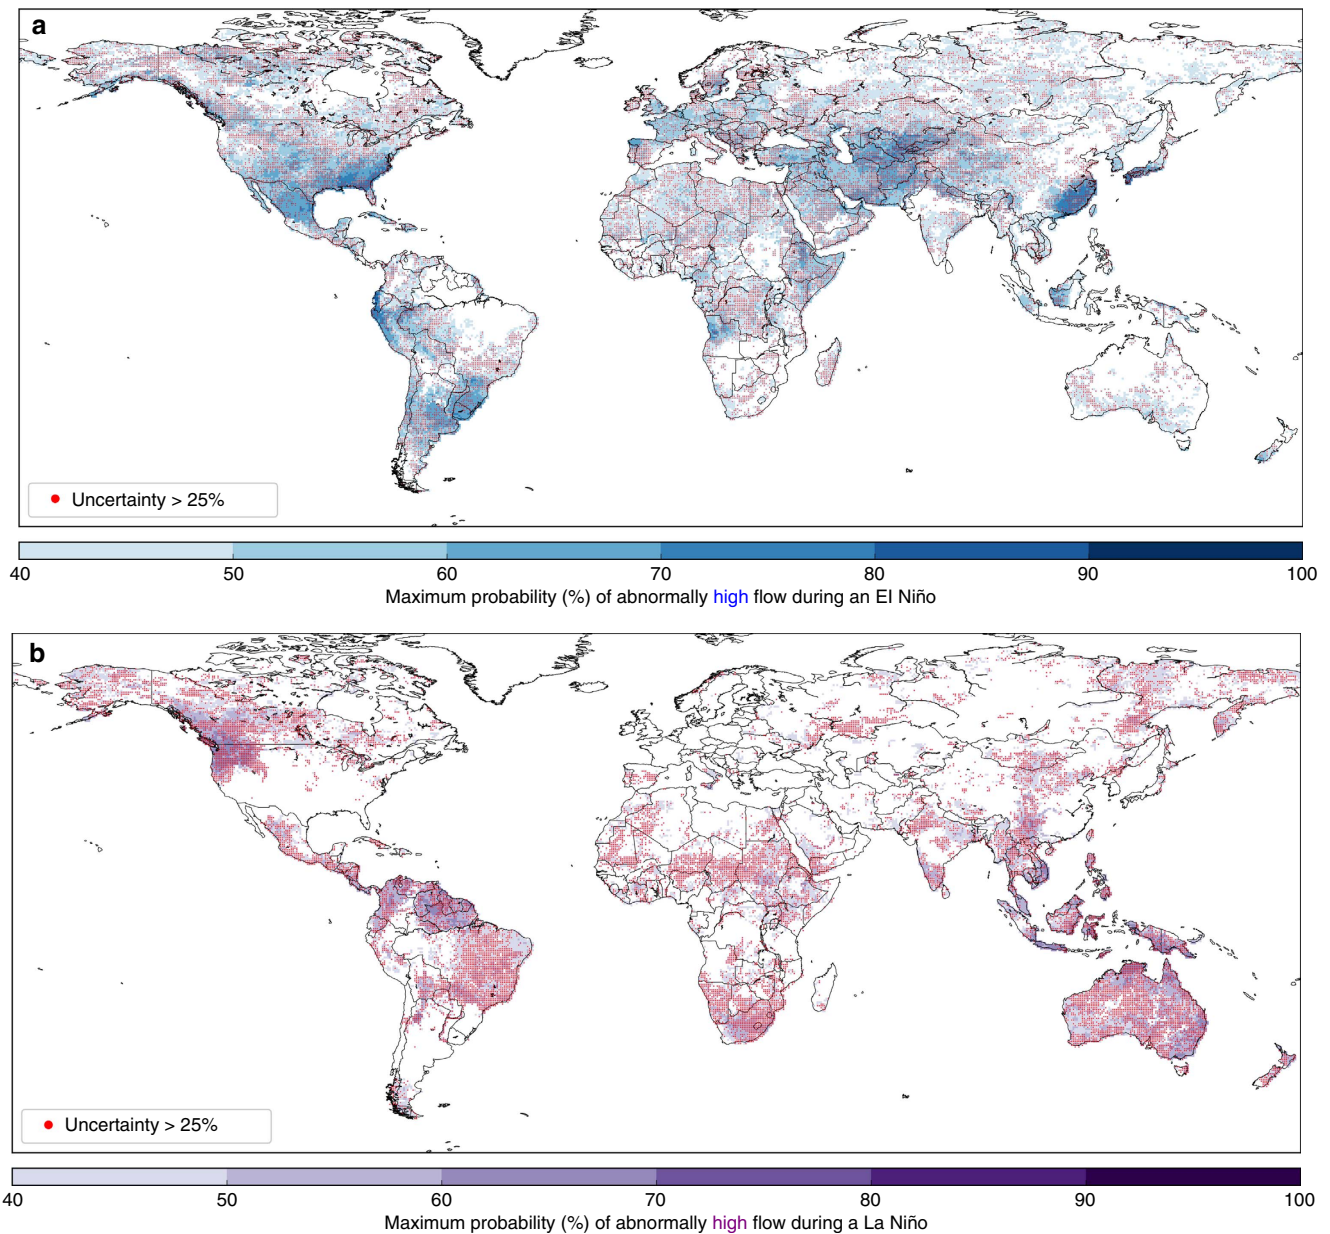 a
Uncertainty > 25%
40 50 60 70 80 90 100
Maximum probability (%) of abnormally high flow during an El Niño
b
Uncertainty > 25%
40 50 60 70 80 90 100
Maximum probability (%) of abnormally high flow during a La Niño